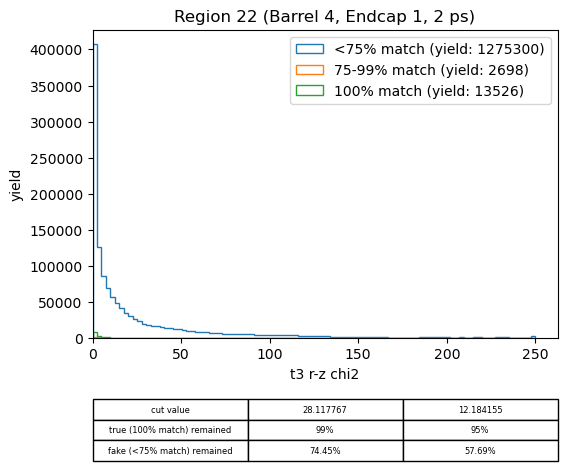 Region 22 (Barrel 4, Endcap 1, 2 ps)
<75% match (yield: 1275300)
75-99% match (yield: 2698)
100% match (yield: 13526)
400000
350000
300000
250000
200000
150000
100000
50000
0
yield
0 50 100 150 200 250
t3 r-z chi2
cut value 28.117767 12.184155
true (100% match) remained 99% 95%
fake (<75% match) remained 74.45% 57.69%